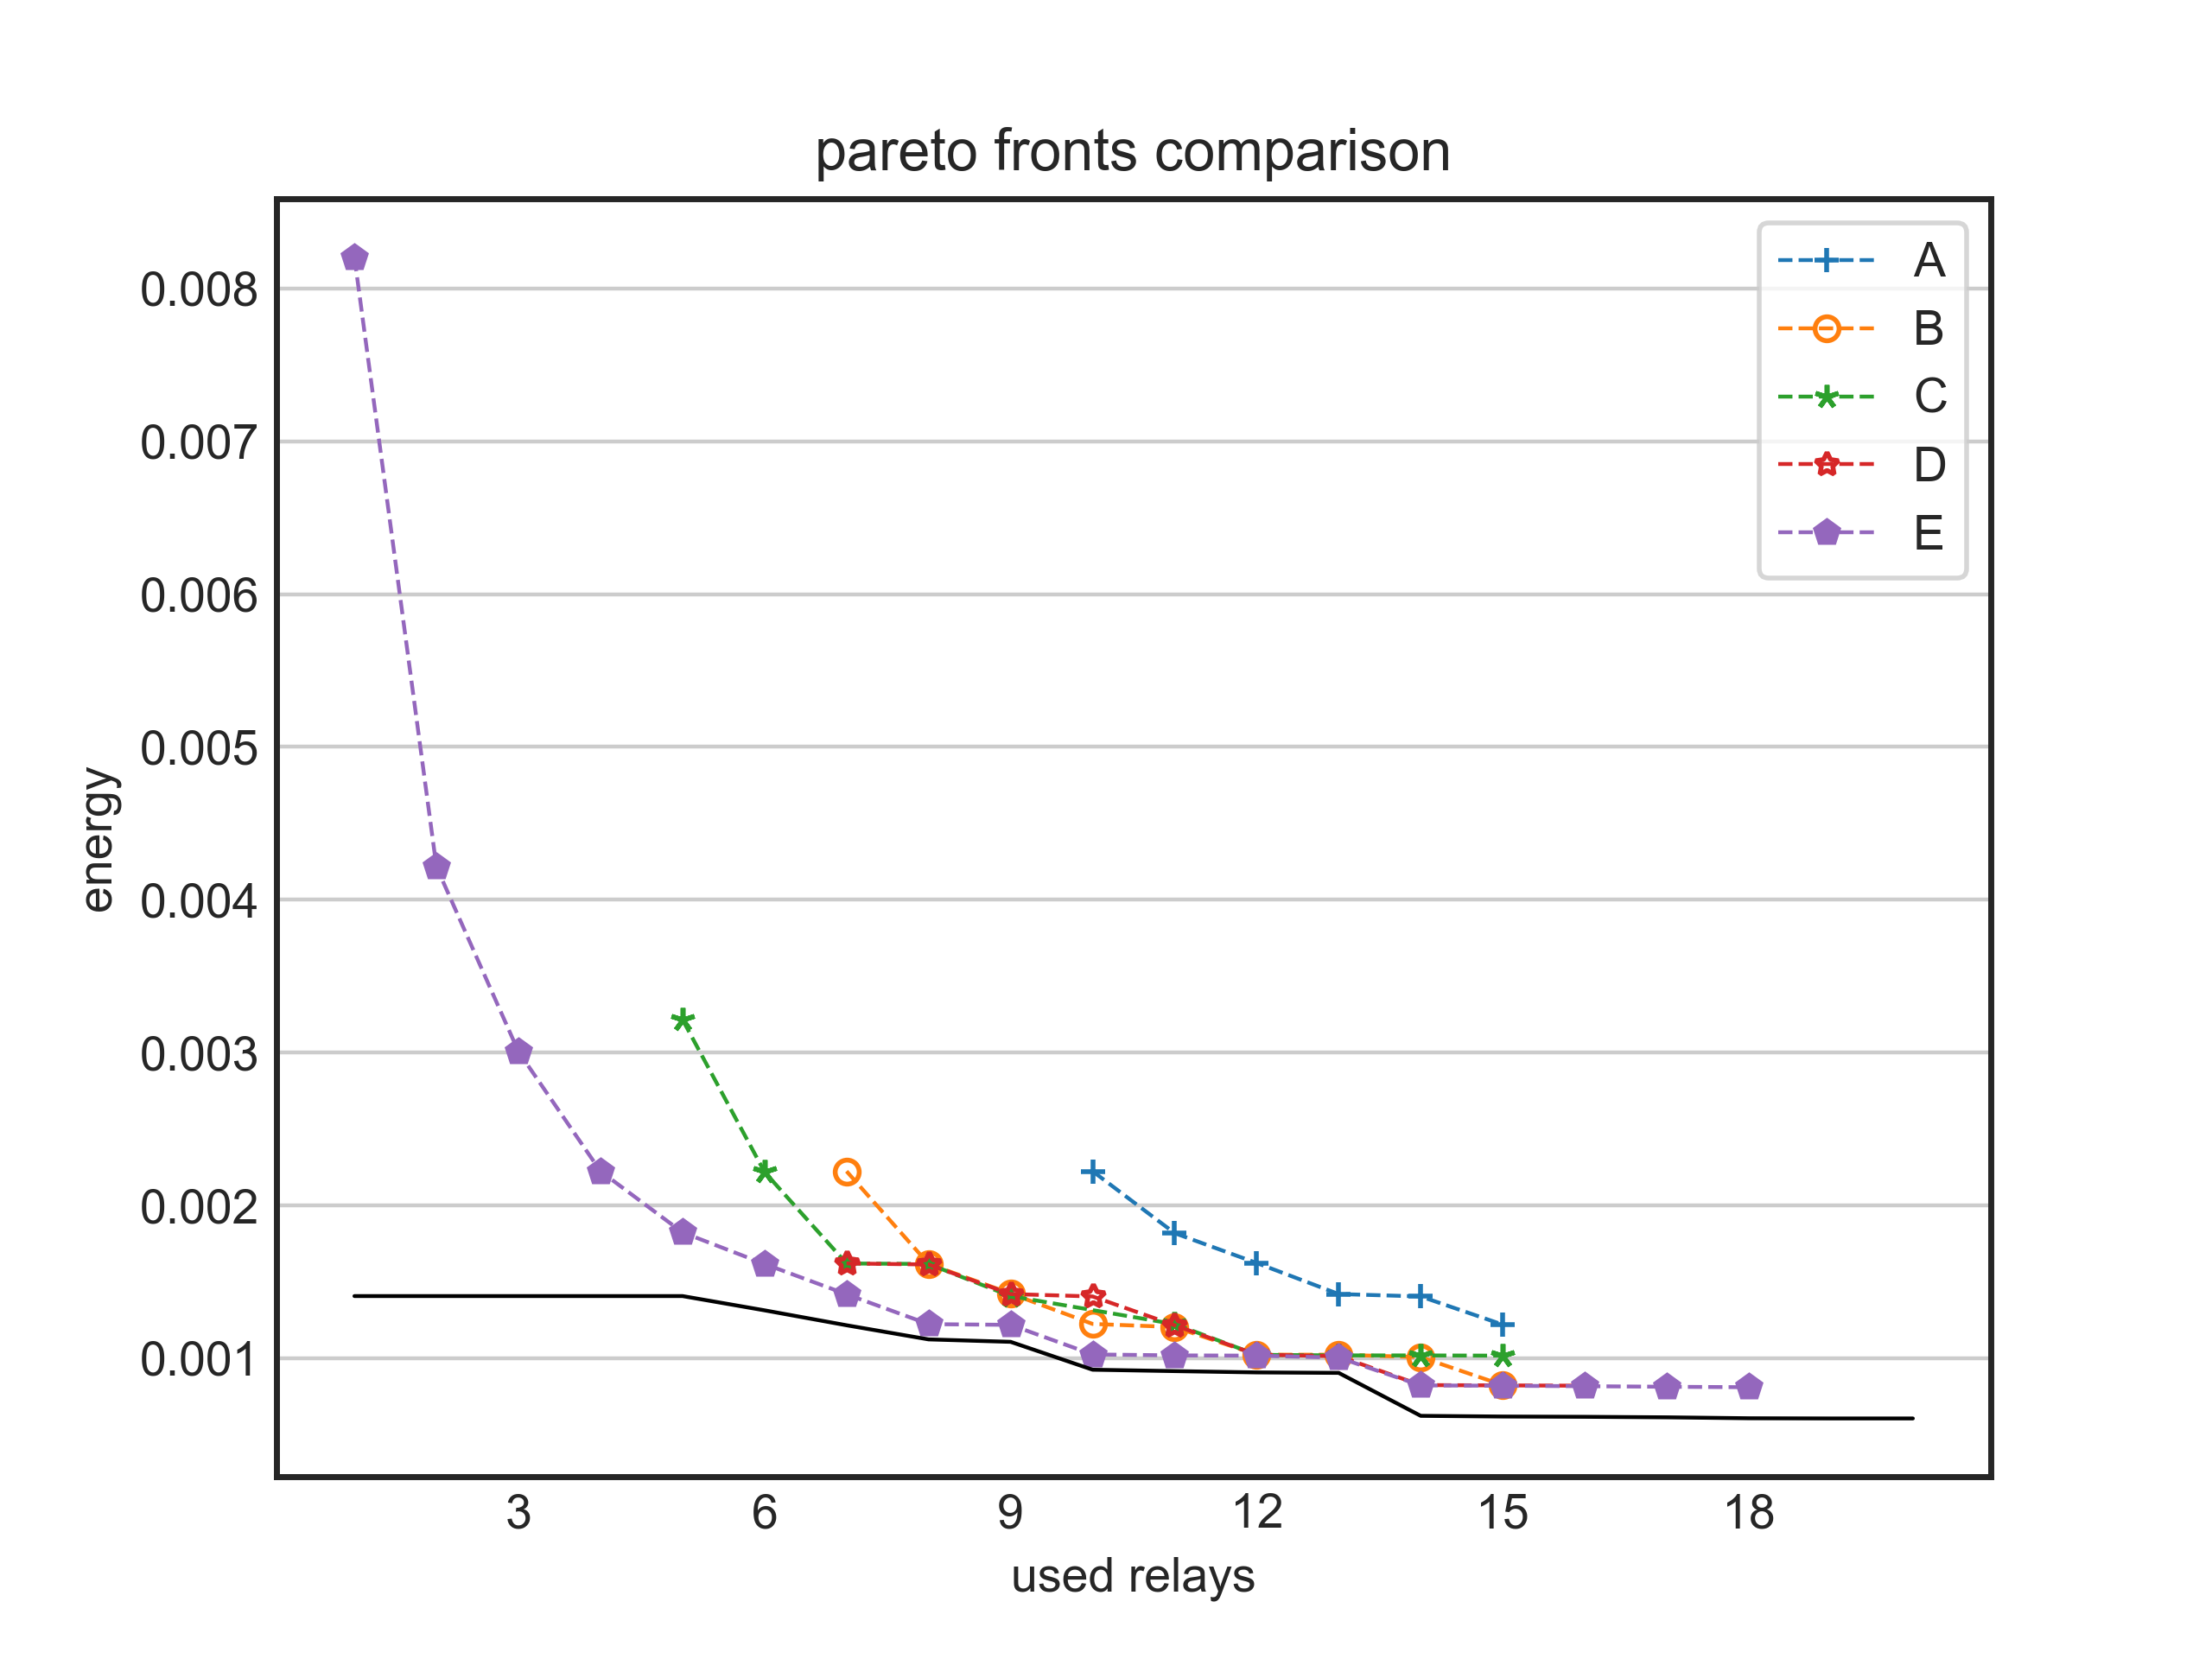 pareto fronts comparison
A
B
C
D
E
0.008
0.007
0.006
0.005
0.004
0.003
0.002
0.001
energy
3 6 9 12 15 18
used relays